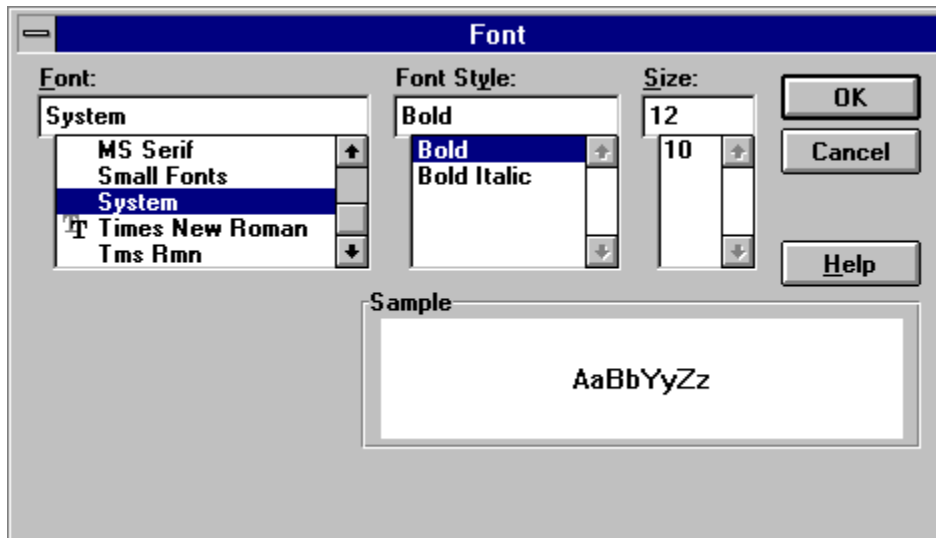 Font
Font:
System
MS Serif
Small Fonts
System
Times New Roman
Tms Rmn
Font Style:
Bold
Bold
Bold Italic
Size:
12
10
OK
Cancel
Help
Sample
AaBbYyZz